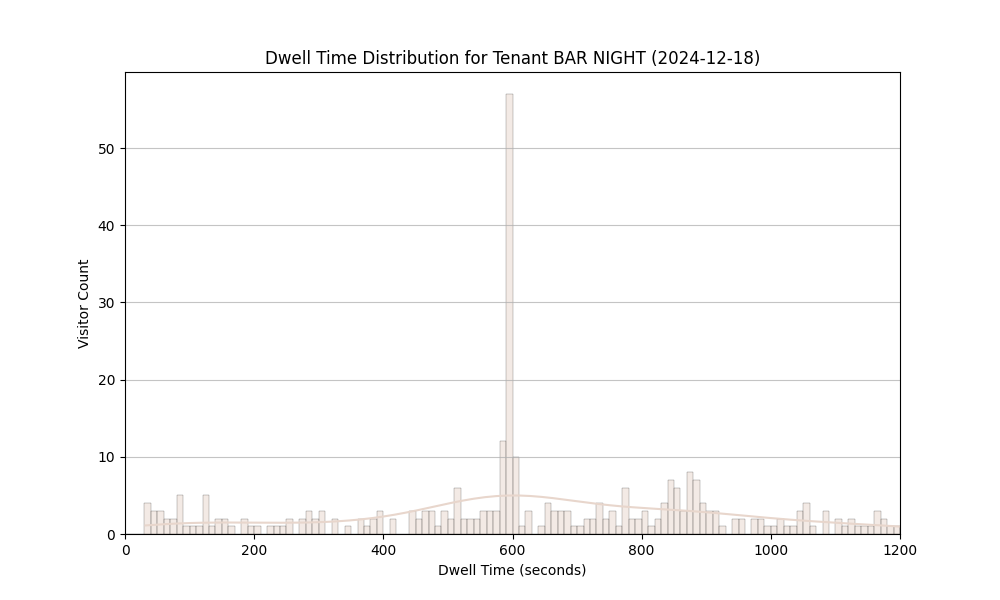 Dwell Time Distribution for Tenant BAR NIGHT (2024-12-18)
Visitor Count
50
40
30
20
10
0
0 200 400 600 800 1000 1200
Dwell Time (seconds)